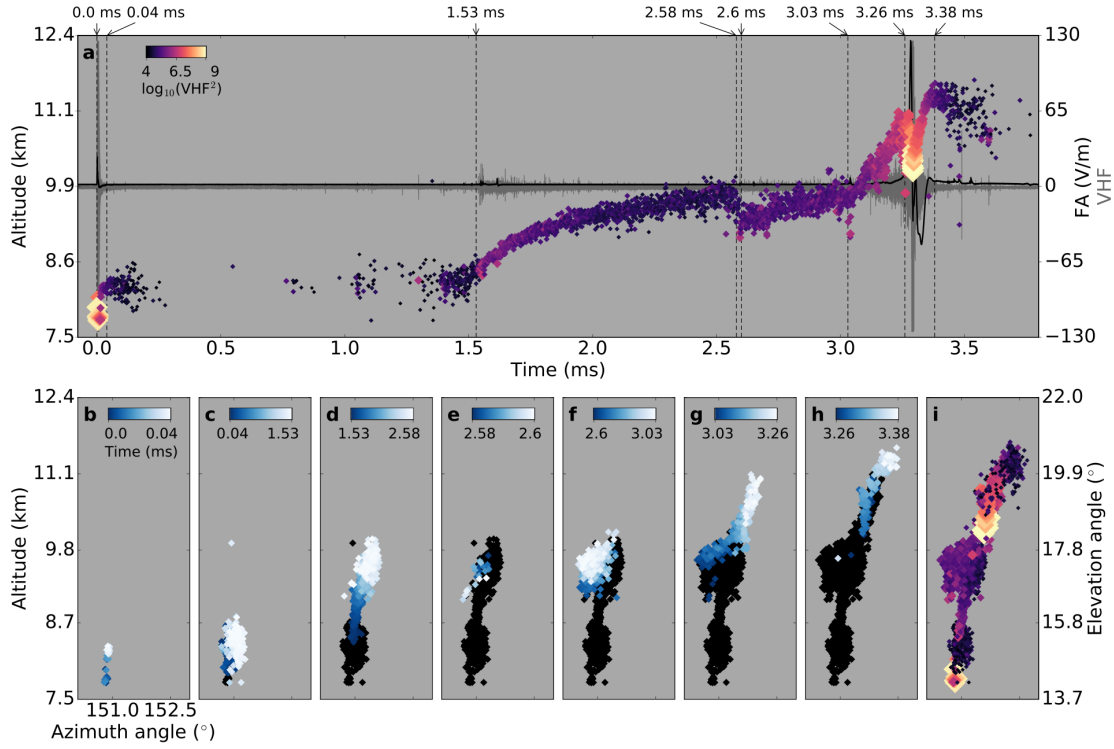 0.0 ms 0.04 ms 1.53 ms 2.58 ms 2.6 ms 3.03 ms 3.26 ms 3.38 ms
12.4 a 130
4 6.5 9
log₁₀(VHF²)
11.1 65
9.9 0
8.6 −65
7.5 −130
Altitude (km)
FA (V/m)
VHF
0.0 0.5 1.0 1.5 2.0 2.5 3.0 3.5
Time (ms)
12.4 b c d e f g h i 22.0
0.0 0.04 0.04 1.53 1.53 2.58 2.58 2.6 2.6 3.03 3.03 3.26 3.26 3.38
Time (ms)
11.1 19.9
9.8 17.8
8.7 15.8
7.5 13.7
Altitude (km)
Elevation angle (°)
151.0 152.5
Azimuth angle (°)